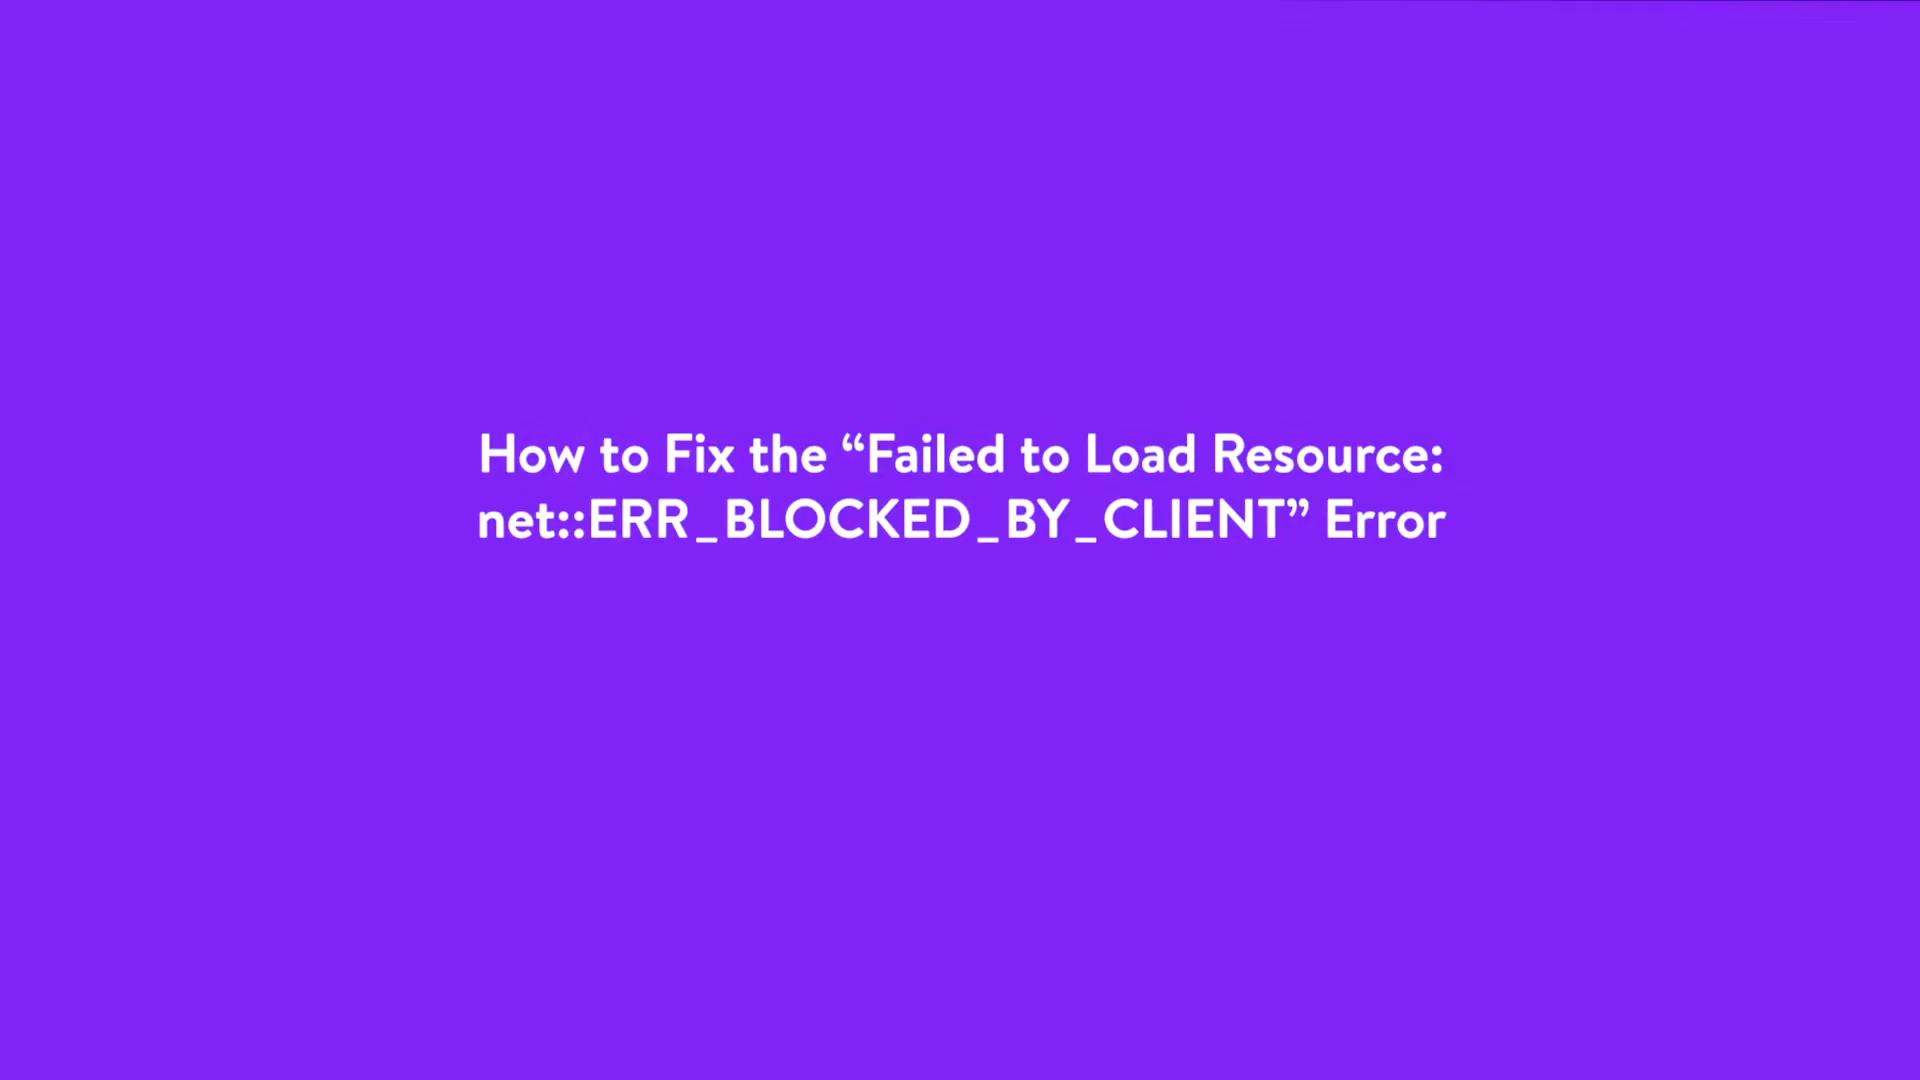 How to Fix the “Failed to Load Resource:
net::ERR_BLOCKED_BY_CLIENT” Error